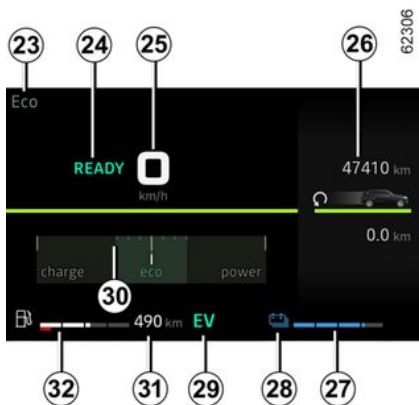 23 24 25 26
62306
Eco
READY 0
km/h
47410 km
0.0 km
charge eco power
30
490 km EV
32 31 29 28 27